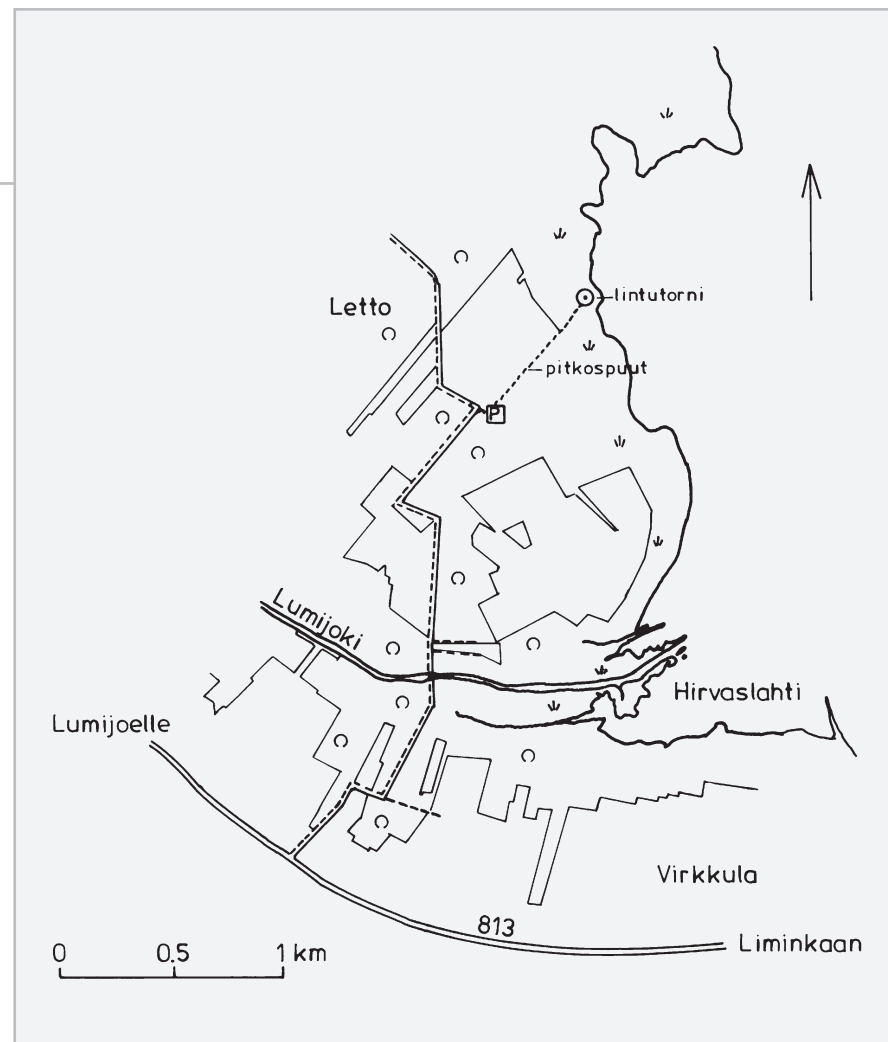 lintutorni
Letto
pitkospuut
P
Lumijoki
Hirvaslahti
Lumijoelle
Virkkula
813
Liminkaan
0 0.5 1 km